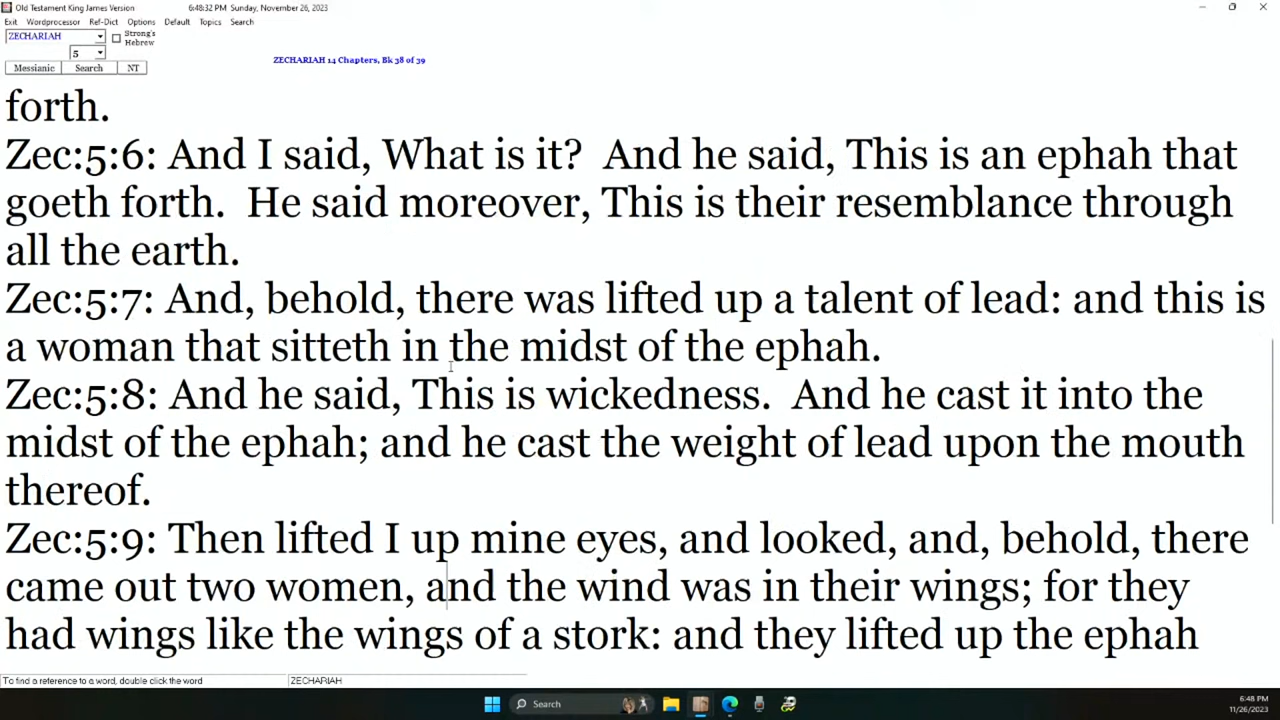 Old Testament King James Version 6:48:32 PM Sunday, November 26, 2023
Exit Wordprocessor Ref-Dict Options Default Topics Search
ZECHARIAH Strong's
Hebrew
5
ZECHARIAH 14 Chapters, Bk 38 of 39
Messianic Search NT
forth.
Zec:5:6: And I said, What is it?  And he said, This is an ephah that
goeth forth.  He said moreover, This is their resemblance through
all the earth.
Zec:5:7: And, behold, there was lifted up a talent of lead: and this is
a woman that sitteth in the midst of the ephah.
Zec:5:8: And he said, This is wickedness.  And he cast it into the
midst of the ephah; and he cast the weight of lead upon the mouth
thereof.
Zec:5:9: Then lifted I up mine eyes, and looked, and, behold, there
came out two women, and the wind was in their wings; for they
had wings like the wings of a stork: and they lifted up the ephah
To find a reference to a word, double click the word ZECHARIAH
Search
6:48 PM
11/26/2023